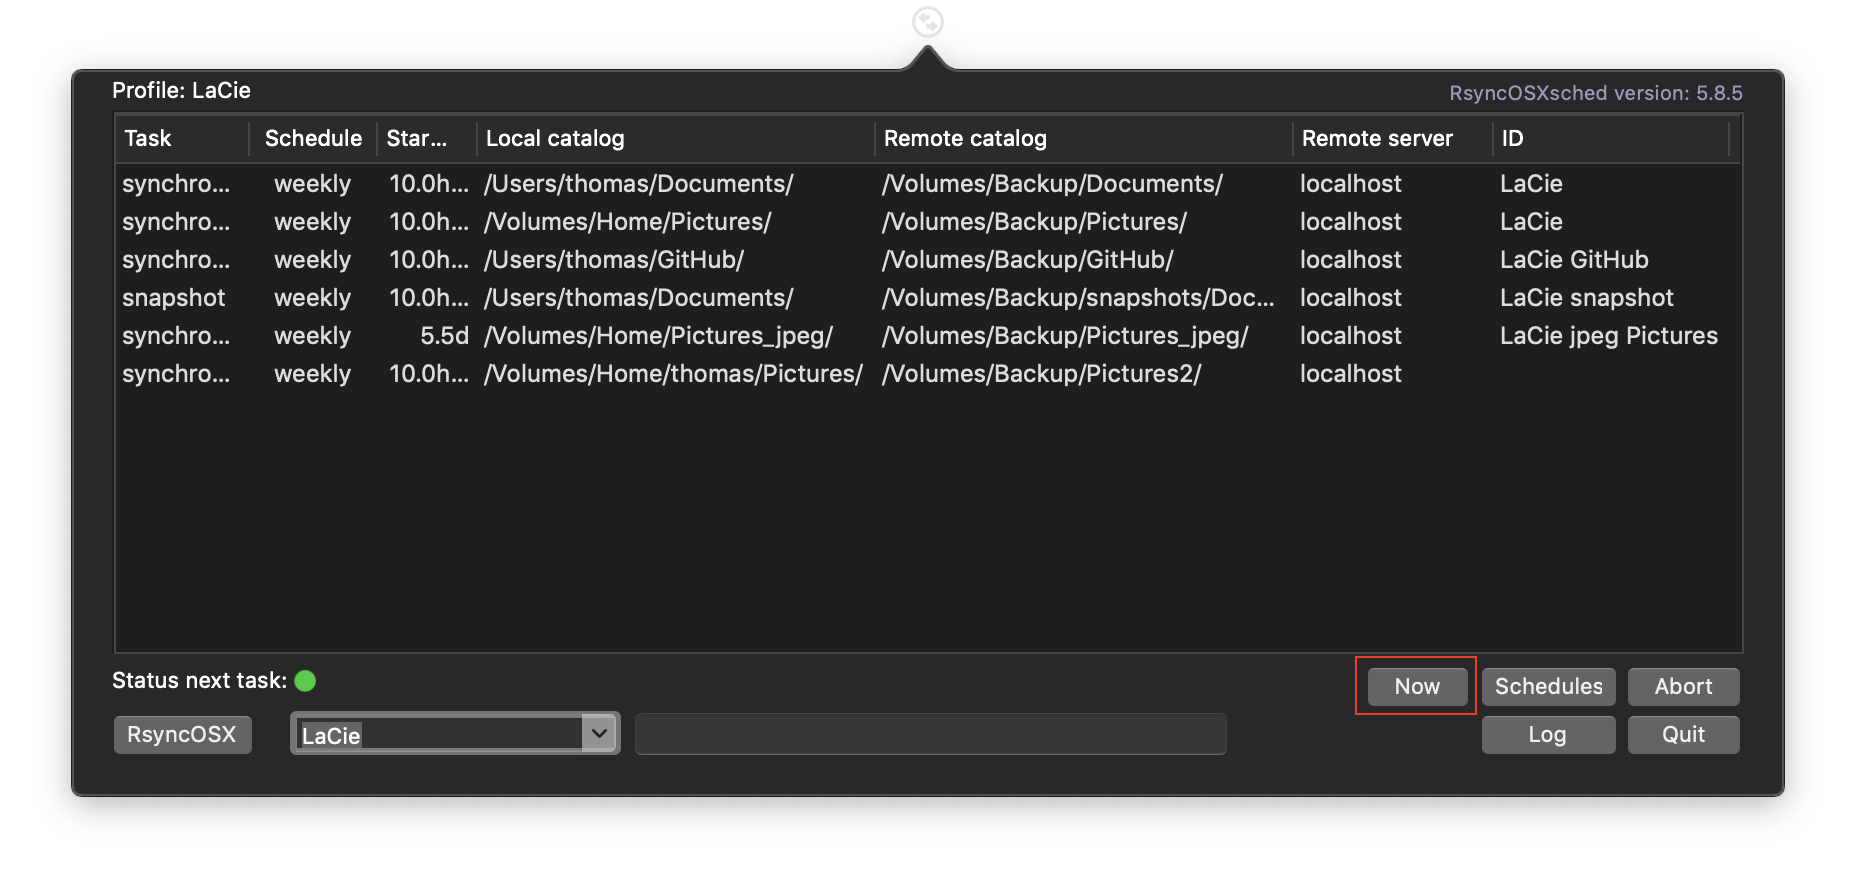 Profile: LaCie
RsyncOSXsched version: 5.8.5
Task Schedule Star... Local catalog Remote catalog Remote server ID
synchro... weekly 10.0h... /Users/thomas/Documents/ /Volumes/Backup/Documents/ localhost LaCie
synchro... weekly 10.0h... /Volumes/Home/Pictures/ /Volumes/Backup/Pictures/ localhost LaCie
synchro... weekly 10.0h... /Users/thomas/GitHub/ /Volumes/Backup/GitHub/ localhost LaCie GitHub
snapshot weekly 10.0h... /Users/thomas/Documents/ /Volumes/Backup/snapshots/Doc... localhost LaCie snapshot
synchro... weekly 5.5d /Volumes/Home/Pictures_jpeg/ /Volumes/Backup/Pictures_jpeg/ localhost LaCie jpeg Pictures
synchro... weekly 10.0h... /Volumes/Home/thomas/Pictures/ /Volumes/Backup/Pictures2/ localhost
Status next task:
Now Schedules Abort
RsyncOSX LaCie Log Quit